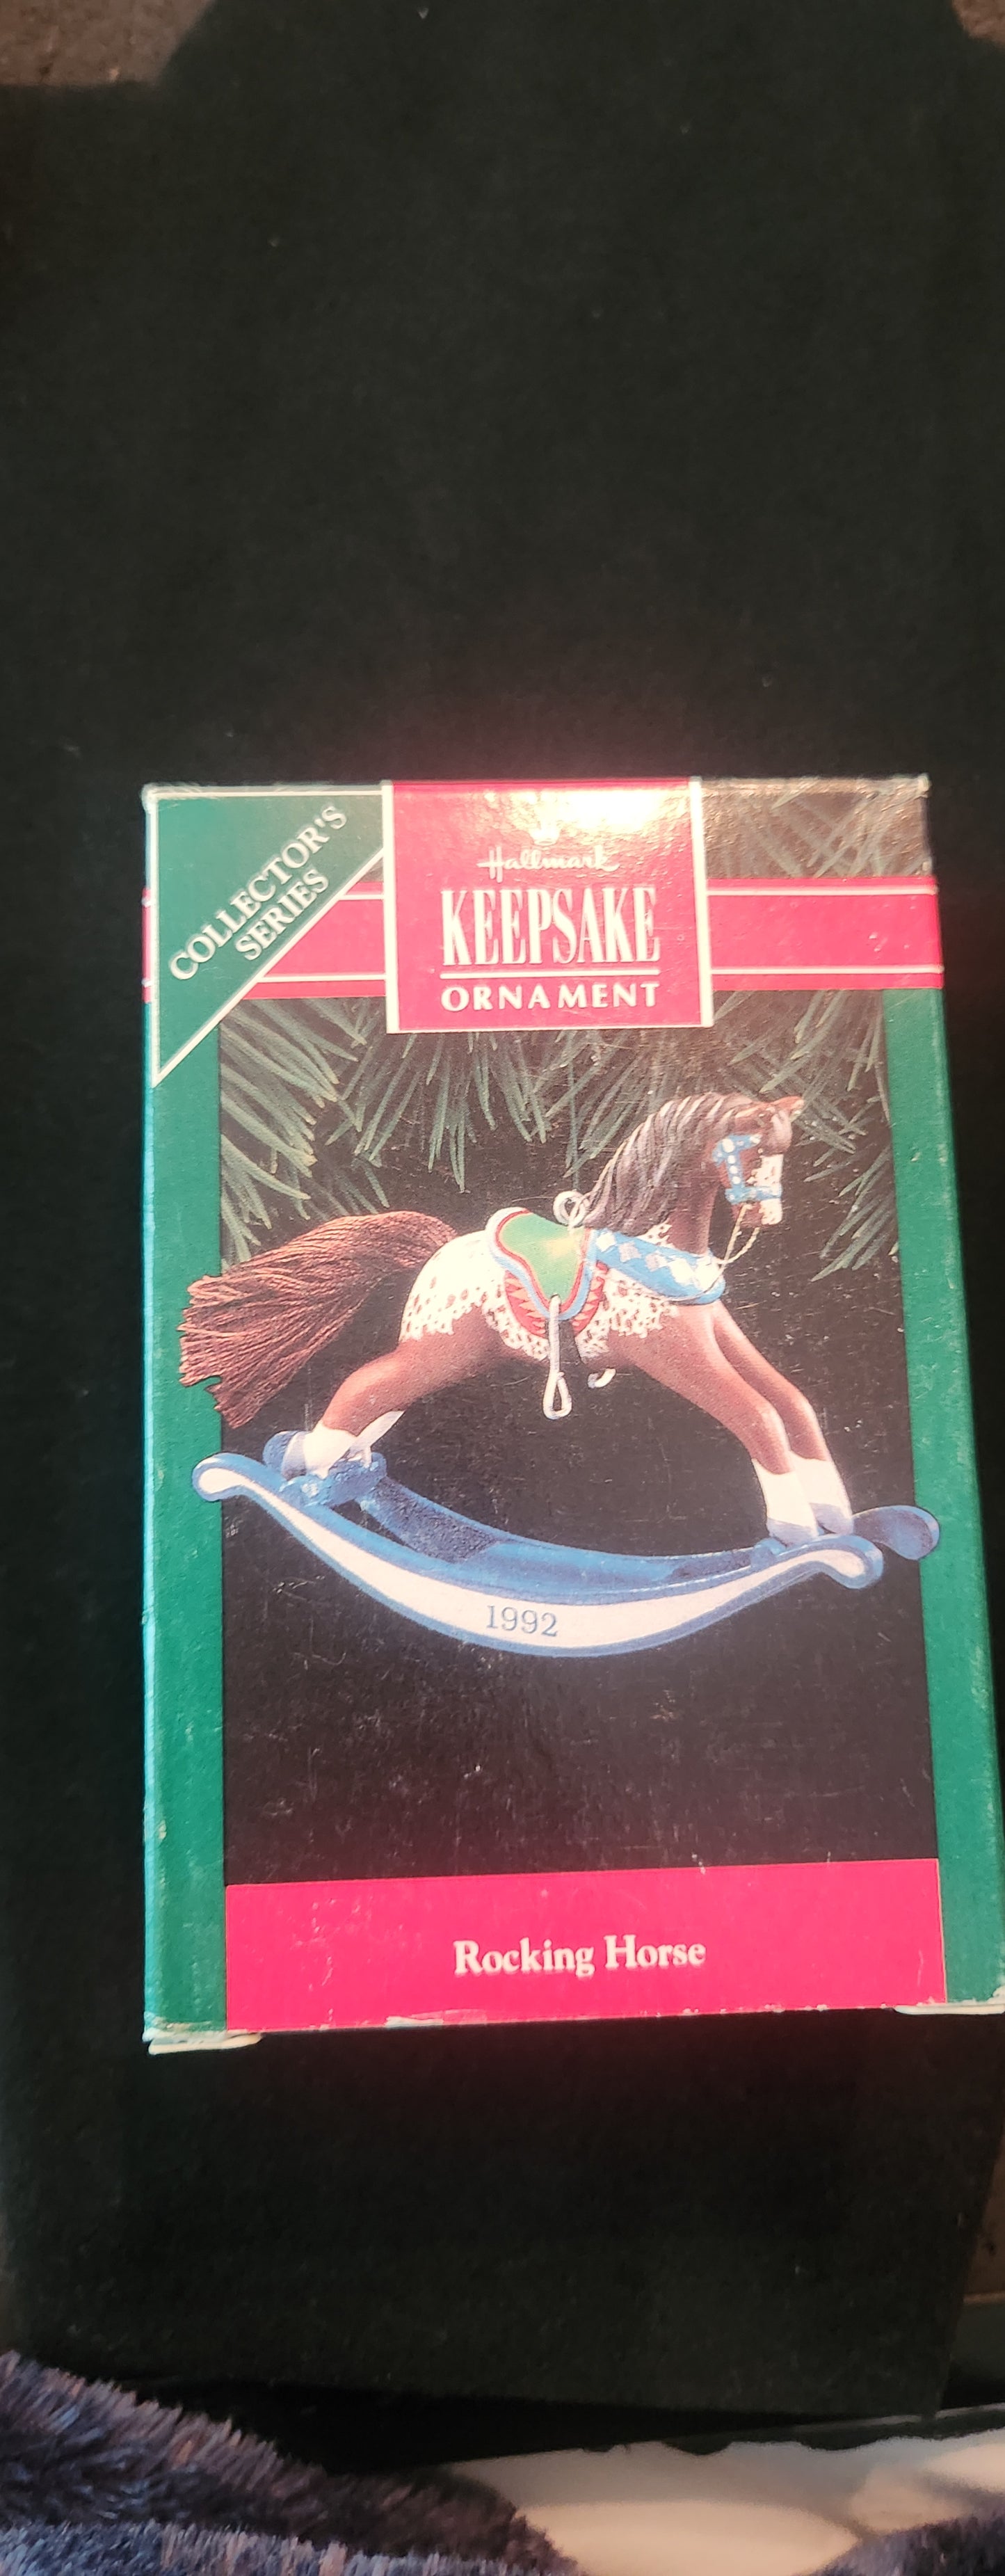 COLLECTOR'S
SERIES
Hallmark
KEEPSAKE
ORNAMENT
1992
Rocking Horse